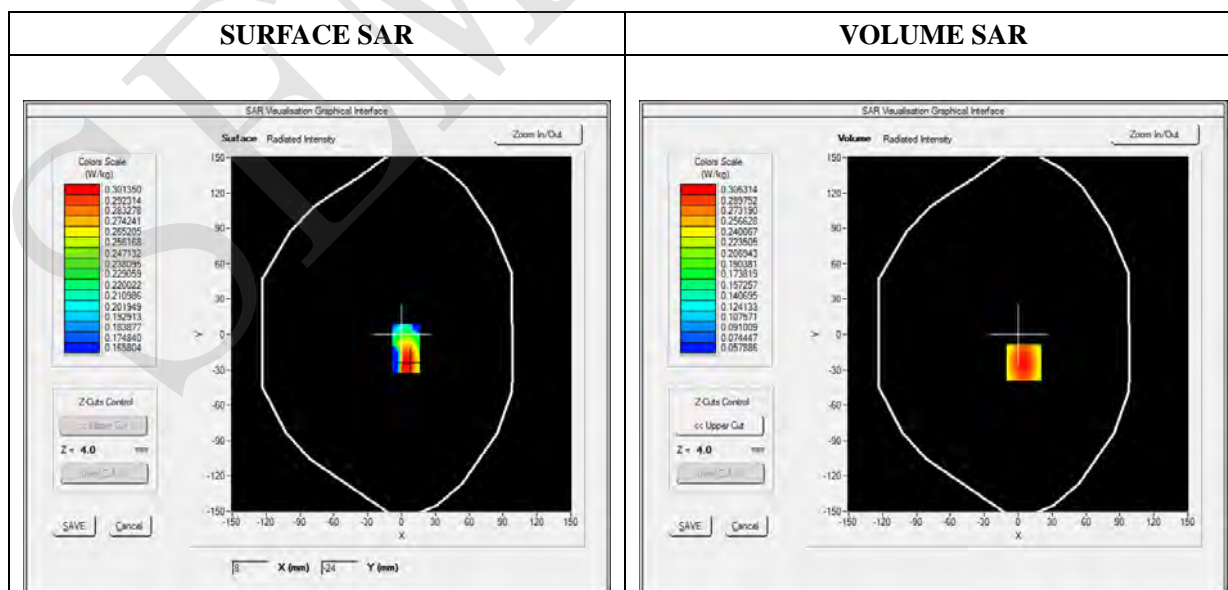 SURFACE SAR
VOLUME SAR
SAR Visualisation Graphical Interface
Surface Radiated Intensity
Zoom In/Out
Colors Scale
(W/kg)
0.301350
0.292314
0.283278
0.274241
0.265205
0.256168
0.247132
0.238095
0.229059
0.220022
0.210986
0.201949
0.192913
0.183877
0.174840
0.165804
150
120
90
60
30
0
-30
-60
-90
-120
-150
Y
-150 -120 -90 -60 -30 0 30 60 90 120 150
X
Z-Cuts Control
<< Upper Cut
Z = 4.0 mm
SAVE
Cancel
8 X (mm) -24 Y (mm)
SAR Visualisation Graphical Interface
Volume Radiated Intensity
Zoom In/Out
Colors Scale
(W/kg)
0.306314
0.289752
0.273190
0.256628
0.240067
0.223505
0.206943
0.190381
0.173819
0.157257
0.140695
0.124133
0.107571
0.091009
0.074447
0.057886
150
120
90
60
30
0
-30
-60
-90
-120
-150
Y
-150 -120 -90 -60 -30 0 30 60 90 120 150
X
Z-Cuts Control
<< Upper Cut
Z = 4.0 mm
SAVE
Cancel